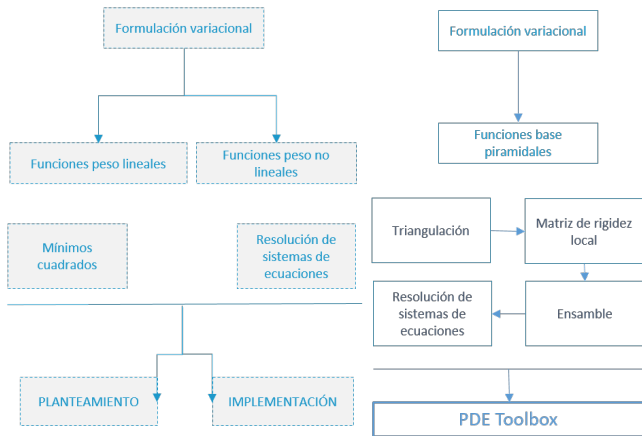 Formulación variacional
Funciones peso lineales
Funciones peso no
lineales
Mínimos
cuadrados
Resolución de
sistemas de
ecuaciones
PLANTEAMIENTO
IMPLEMENTACIÓN
Formulación variacional
Funciones base
piramidales
Triangulación
Matriz de rigidez
local
Resolución de
sistemas de
ecuaciones
Ensamble
PDE Toolbox